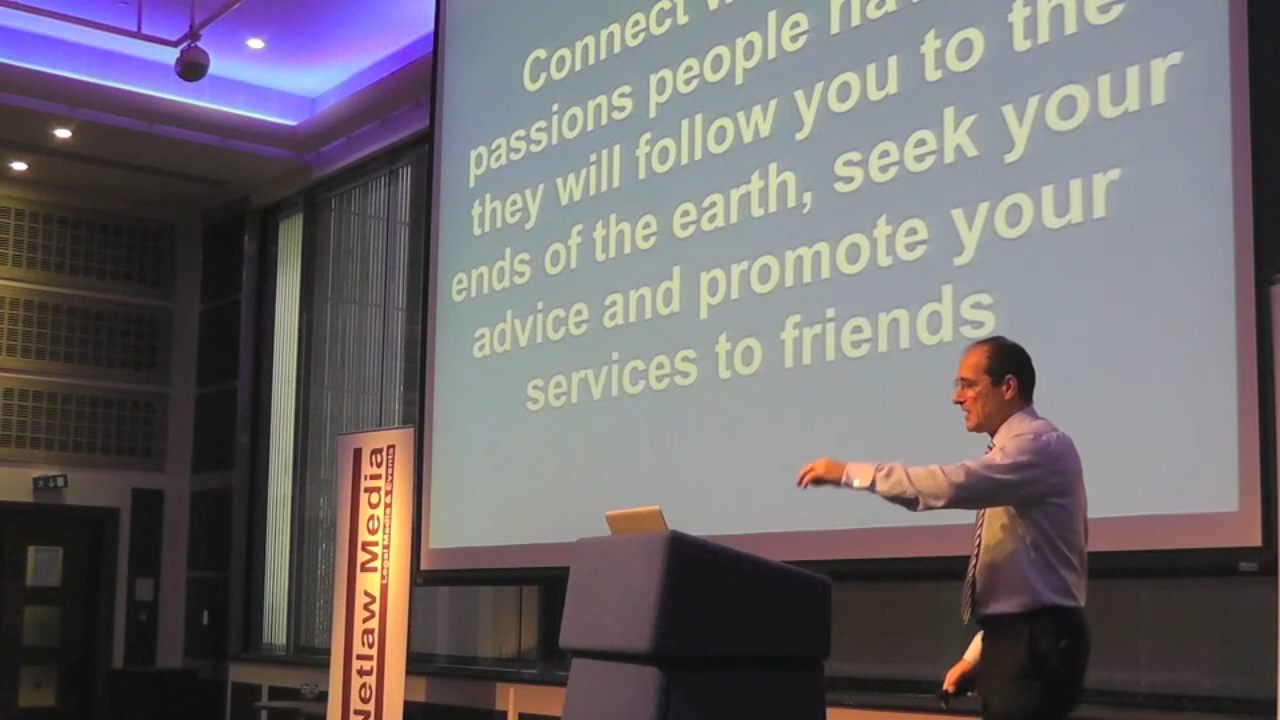 Connect
passions people
they will follow you to the
ends of the earth, seek your
advice and promote your
services to friends
Netlaw Media
Legal Media & Events